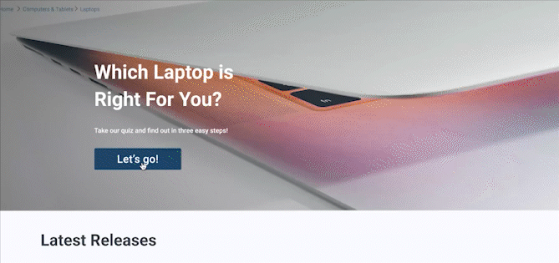 Home > Computers & Tablets > Laptops
Which Laptop is
Right For You?
Take our quiz and find out in three easy steps!
Let's go!
Latest Releases